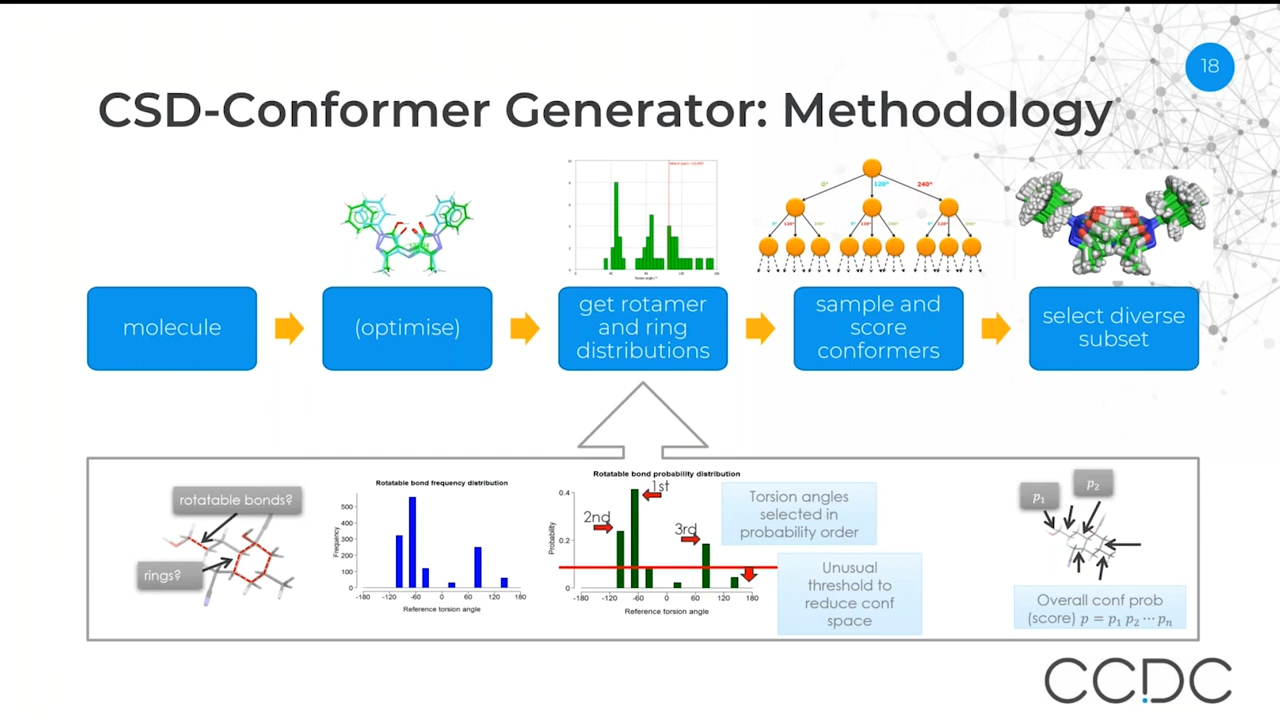 18
CSD-Conformer Generator: Methodology
0°
120°
240°
molecule
(optimise)
get rotamer
and ring
distributions
sample and
score
conformers
select diverse
subset
rotatable bonds?
rings?
Rotatable bond frequency distribution
Frequency
500
400
300
200
100
0
-180 -120 -60 0 60 120 180
Reference torsion angle
Rotatable bond probability distribution
Probability
0.4
0.2
0
1st
2nd
3rd
-180 -120 -60 0 60 120 180
Reference torsion angle
Torsion angles
selected in
probability order
Unusual
threshold to
reduce conf
space
p₁
p₂
Overall conf prob
(score) p = p₁ p₂ ⋯ pₙ
CCDC